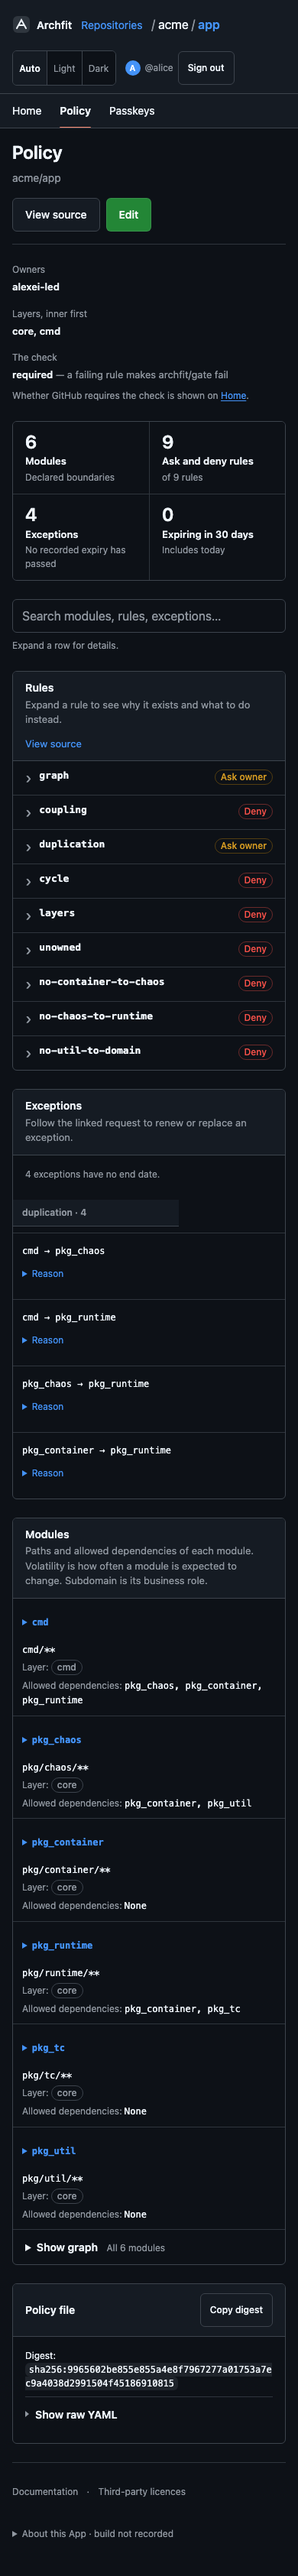 Archfit Repositories / acme / app
Auto Light Dark A @alice Sign out
Home Policy Passkeys
Policy
acme/app
View source Edit
Owners
alexei-led
Layers, inner first
core, cmd
The check
required — a failing rule makes archfit/gate fail
Whether GitHub requires the check is shown on Home.
6 9
Modules Ask and deny rules
Declared boundaries of 9 rules
4 0
Exceptions Expiring in 30 days
No recorded expiry has Includes today
passed
Search modules, rules, exceptions...
Expand a row for details.
Rules
Expand a rule to see why it exists and what to do
instead.
View source
graph Ask owner
coupling Deny
duplication Ask owner
cycle Deny
layers Deny
unowned Deny
no-container-to-chaos Deny
no-chaos-to-runtime Deny
no-util-to-domain Deny
Exceptions
Follow the linked request to renew or replace an
exception.
4 exceptions have no end date.
duplication · 4
cmd → pkg_chaos
Reason
cmd → pkg_runtime
Reason
pkg_chaos → pkg_runtime
Reason
pkg_container → pkg_runtime
Reason
Modules
Paths and allowed dependencies of each module.
Volatility is how often a module is expected to
change. Subdomain is its business role.
cmd
cmd/**
Layer: cmd
Allowed dependencies: pkg_chaos, pkg_container,
pkg_runtime
pkg_chaos
pkg/chaos/**
Layer: core
Allowed dependencies: pkg_container, pkg_util
pkg_container
pkg/container/**
Layer: core
Allowed dependencies: None
pkg_runtime
pkg/runtime/**
Layer: core
Allowed dependencies: pkg_container, pkg_tc
pkg_tc
pkg/tc/**
Layer: core
Allowed dependencies: None
pkg_util
pkg/util/**
Layer: core
Allowed dependencies: None
Show graph All 6 modules
Policy file Copy digest
Digest:
sha256:9965602be855e855a4e8f7967277a01753a7e
c9a4038d2991504f45186910815
Show raw YAML
Documentation · Third-party licences
About this App · build not recorded